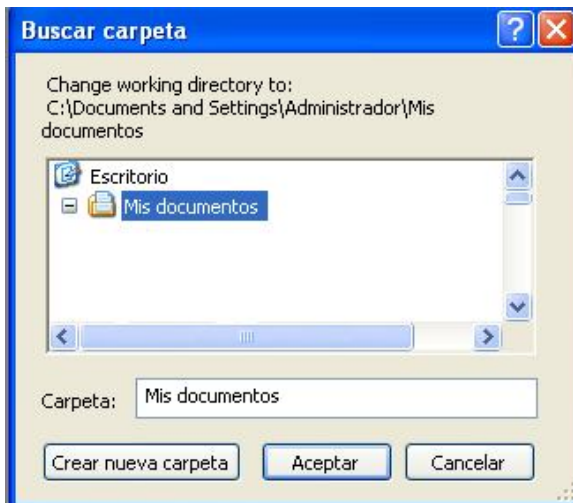 Buscar carpeta
Change working directory to:
C:\Documents and Settings\Administrador\Mis
documentos
Escritorio
Mis documentos
Carpeta: Mis documentos
Crear nueva carpeta Aceptar Cancelar